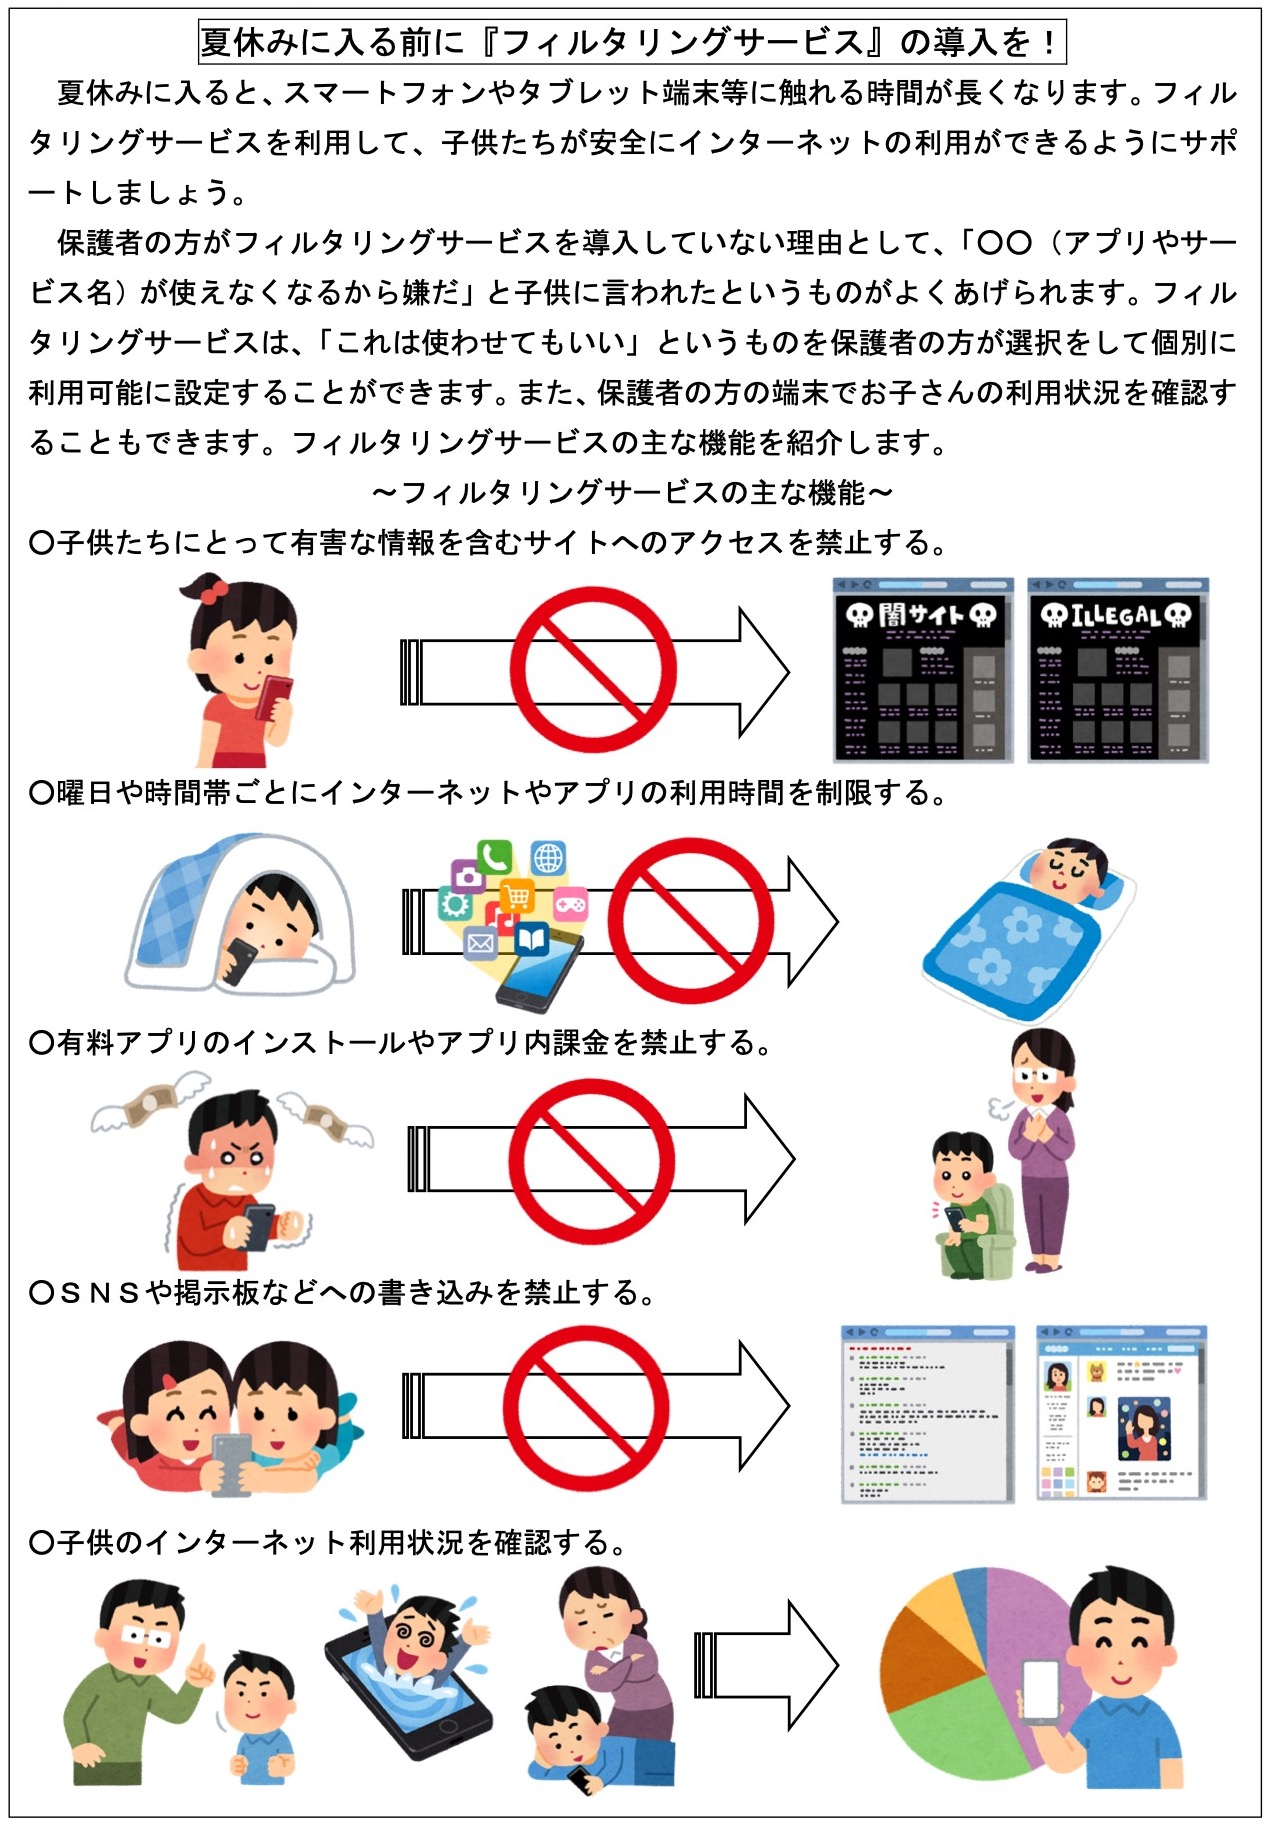 夏休みに入る前に『フィルタリングサービス』の導入を！
　夏休みに入ると、スマートフォンやタブレット端末等に触れる時間が長くなります。フィル
タリングサービスを利用して、子供たちが安全にインターネットの利用ができるようにサポ
ートしましょう。
　保護者の方がフィルタリングサービスを導入していない理由として、「〇〇（アプリやサー
ビス名）が使えなくなるから嫌だ」と子供に言われたというものがよくあげられます。フィル
タリングサービスは、「これは使わせてもいい」というものを保護者の方が選択をして個別に
利用可能に設定することができます。また、保護者の方の端末でお子さんの利用状況を確認す
ることもできます。フィルタリングサービスの主な機能を紹介します。
～フィルタリングサービスの主な機能～
〇子供たちにとって有害な情報を含むサイトへのアクセスを禁止する。
闇サイト
ILLEGAL
〇曜日や時間帯ごとにインターネットやアプリの利用時間を制限する。
〇有料アプリのインストールやアプリ内課金を禁止する。
〇ＳＮＳや掲示板などへの書き込みを禁止する。
〇子供のインターネット利用状況を確認する。